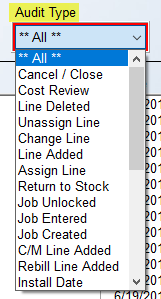 Audit Type
** All **
** All **
Cancel / Close
Cost Review
Line Deleted
Unassign Line
Change Line
Line Added
Assign Line
Return to Stock
Job Unlocked
Job Entered
Job Created
C/M Line Added
Rebill Line Added
Install Date
6/19/201